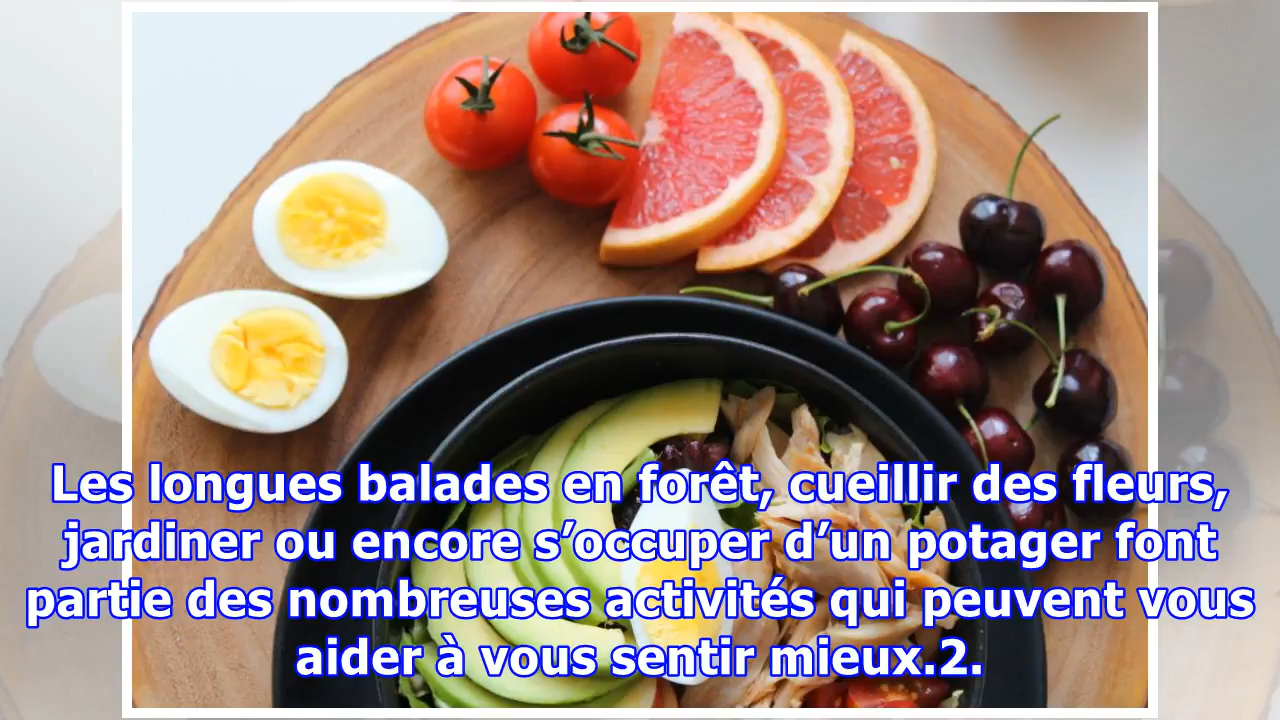 Les longues balades en forêt, cueillir des fleurs,
jardiner ou encore s’occuper d’un potager font
partie des nombreuses activités qui peuvent vous
aider à vous sentir mieux.2.